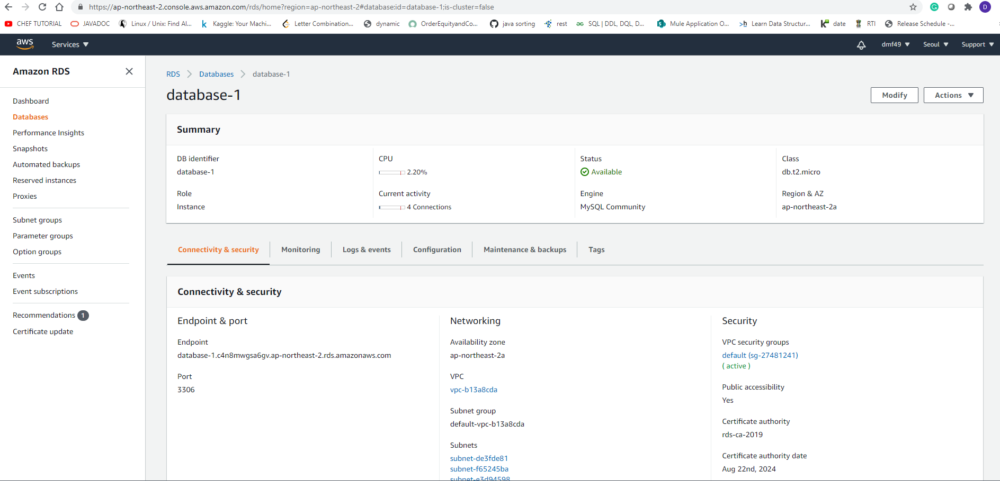 https://ap-northeast-2.console.aws.amazon.com/rds/home?region=ap-northeast-2#database:id=database-1;is-cluster=false
D
CHEF TUTORIAL JAVADOC Linux / Unix: Find Al... Kaggle: Your Machi... Letter Combination... dynamic OrderEquityandCo... java sorting rest SQL | DDL, DQL, D... Mule Application O... Learn Data Structur... date RTI Release Schedule -...
aws Services dmf49 Seoul Support
Amazon RDS
Dashboard
Databases
Performance Insights
Snapshots
Automated backups
Reserved instances
Proxies
Subnet groups
Parameter groups
Option groups
Events
Event subscriptions
Recommendations 1
Certificate update
RDS Databases database-1
database-1
Modify Actions
Summary
DB identifier
database-1
Role
Instance
CPU
2.20%
Current activity
4 Connections
Status
Available
Engine
MySQL Community
Class
db.t2.micro
Region & AZ
ap-northeast-2a
Connectivity & security Monitoring Logs & events Configuration Maintenance & backups Tags
Connectivity & security
Endpoint & port
Endpoint
database-1.c4n8mwgsa6gv.ap-northeast-2.rds.amazonaws.com
Port
3306
Networking
Availability zone
ap-northeast-2a
VPC
vpc-b13a8cda
Subnet group
default-vpc-b13a8cda
Subnets
subnet-de3fde81
subnet-f65245ba
subnet-e3d94598
Security
VPC security groups
default (sg-27481241)
( active )
Public accessibility
Yes
Certificate authority
rds-ca-2019
Certificate authority date
Aug 22nd, 2024